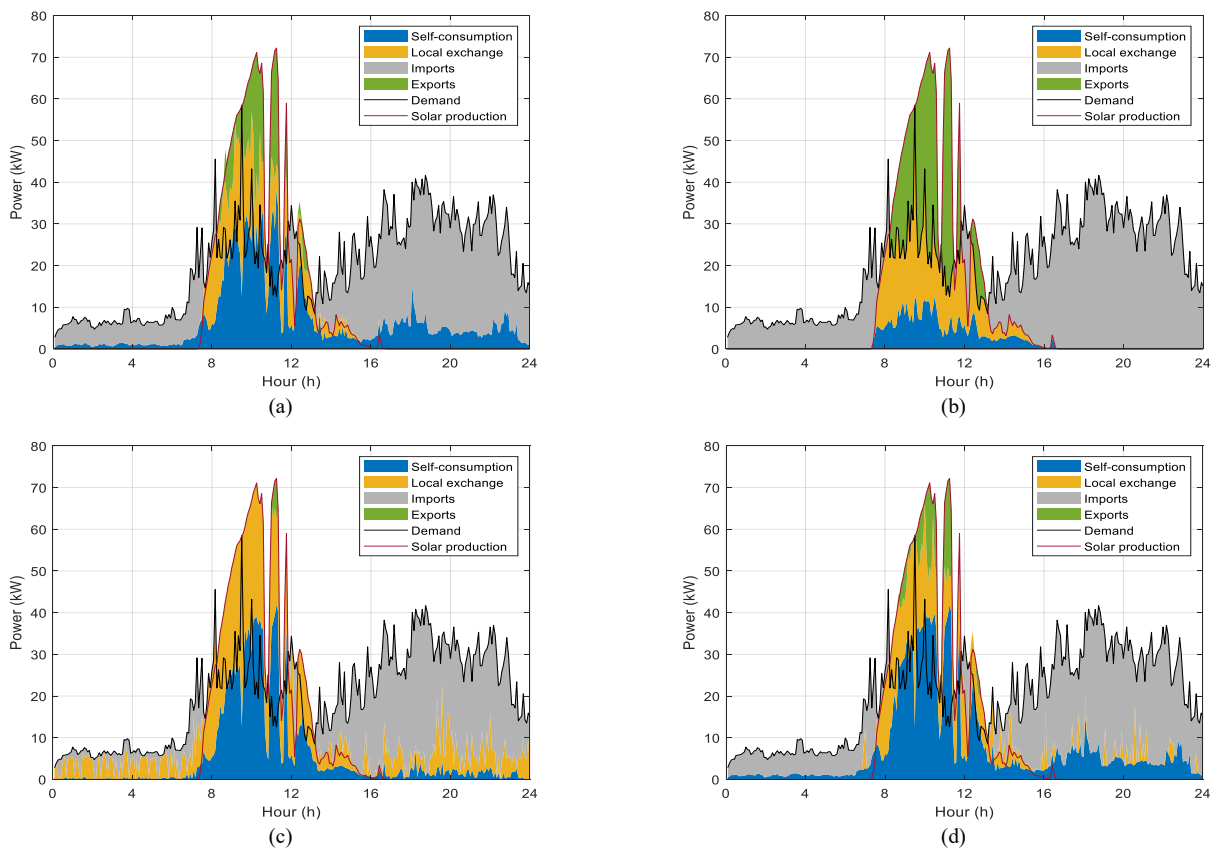 80
70
60
50
40
30
20
10
0
Power (kW)
0 4 8 12 16 20 24
Hour (h)
Self-consumption
Local exchange
Imports
Exports
Demand
Solar production
(a)
80
70
60
50
40
30
20
10
0
Power (kW)
0 4 8 12 16 20 24
Hour (h)
Self-consumption
Local exchange
Imports
Exports
Demand
Solar production
(b)
80
70
60
50
40
30
20
10
0
Power (kW)
0 4 8 12 16 20 24
Hour (h)
Self-consumption
Local exchange
Imports
Exports
Demand
Solar production
(c)
80
70
60
50
40
30
20
10
0
Power (kW)
0 4 8 12 16 20 24
Hour (h)
Self-consumption
Local exchange
Imports
Exports
Demand
Solar production
(d)